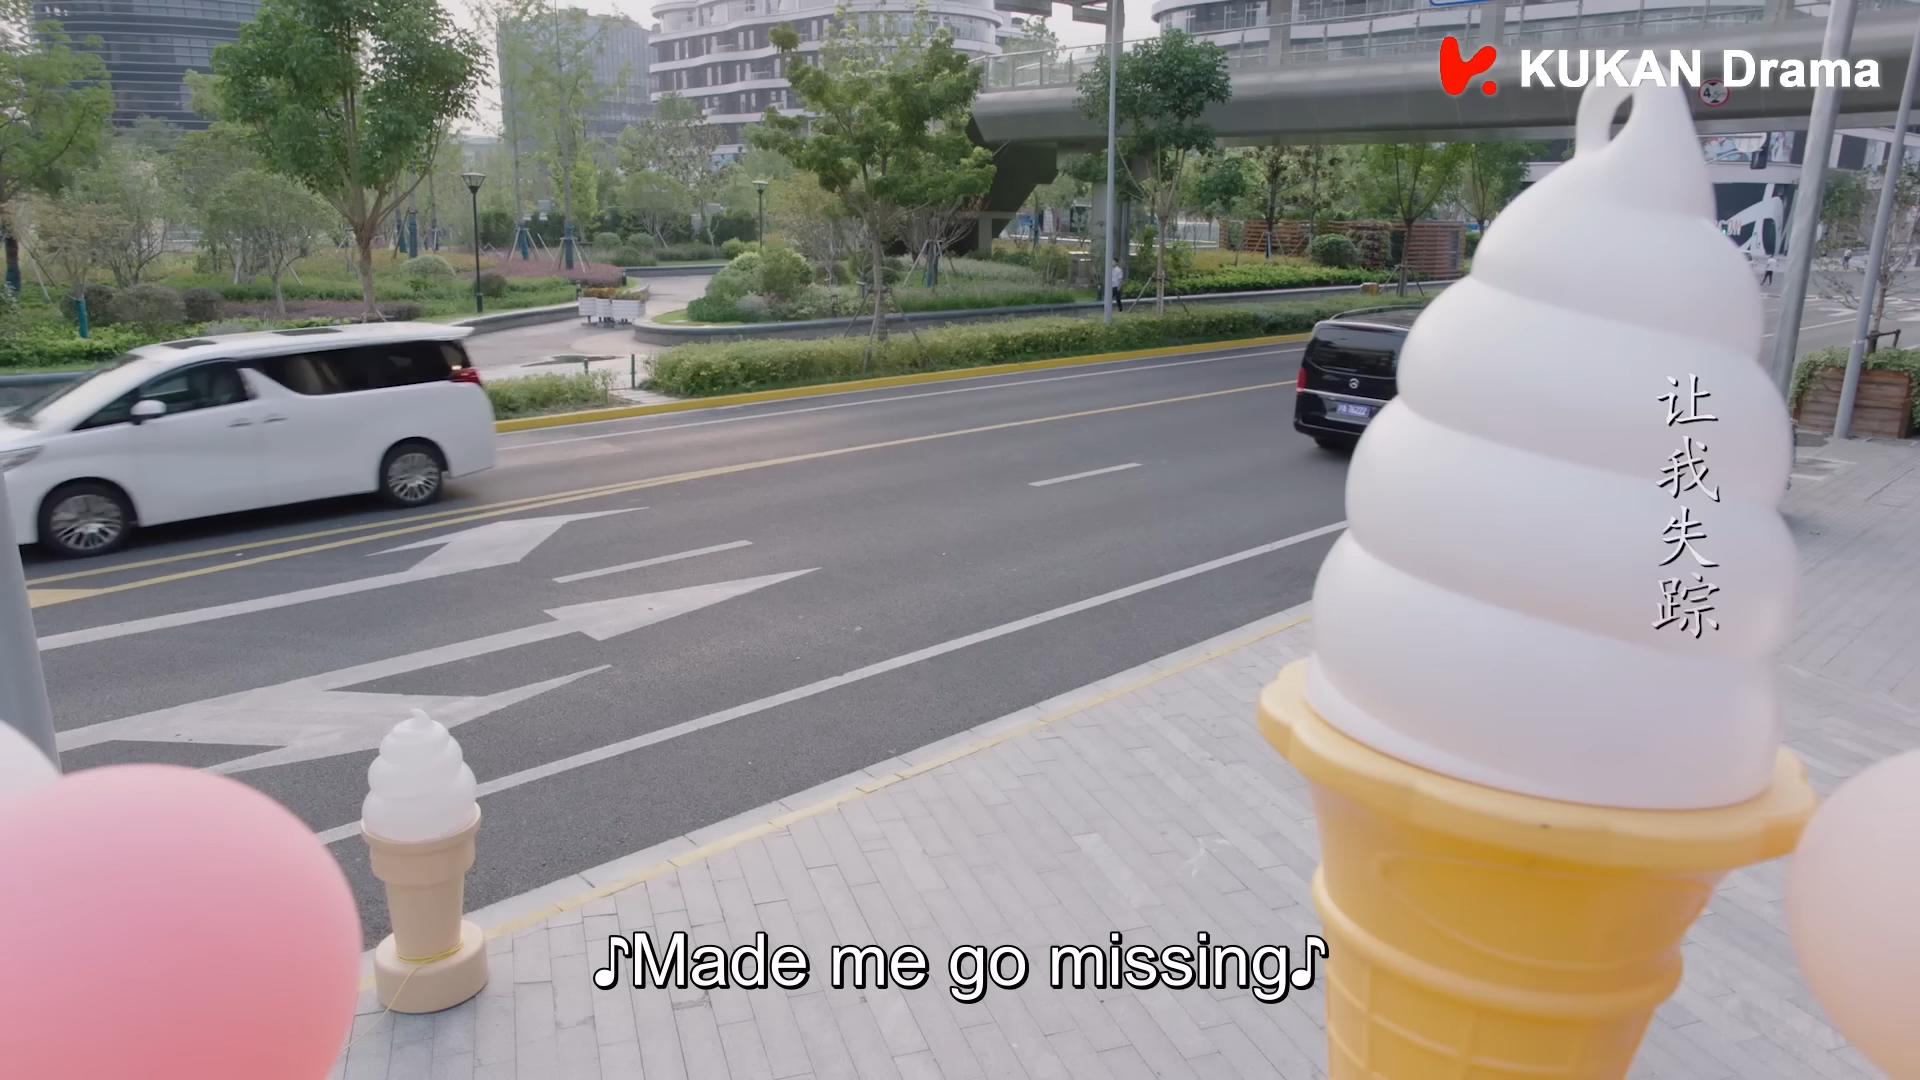 KUKAN Drama
让我失踪
♪Made me go missing♪